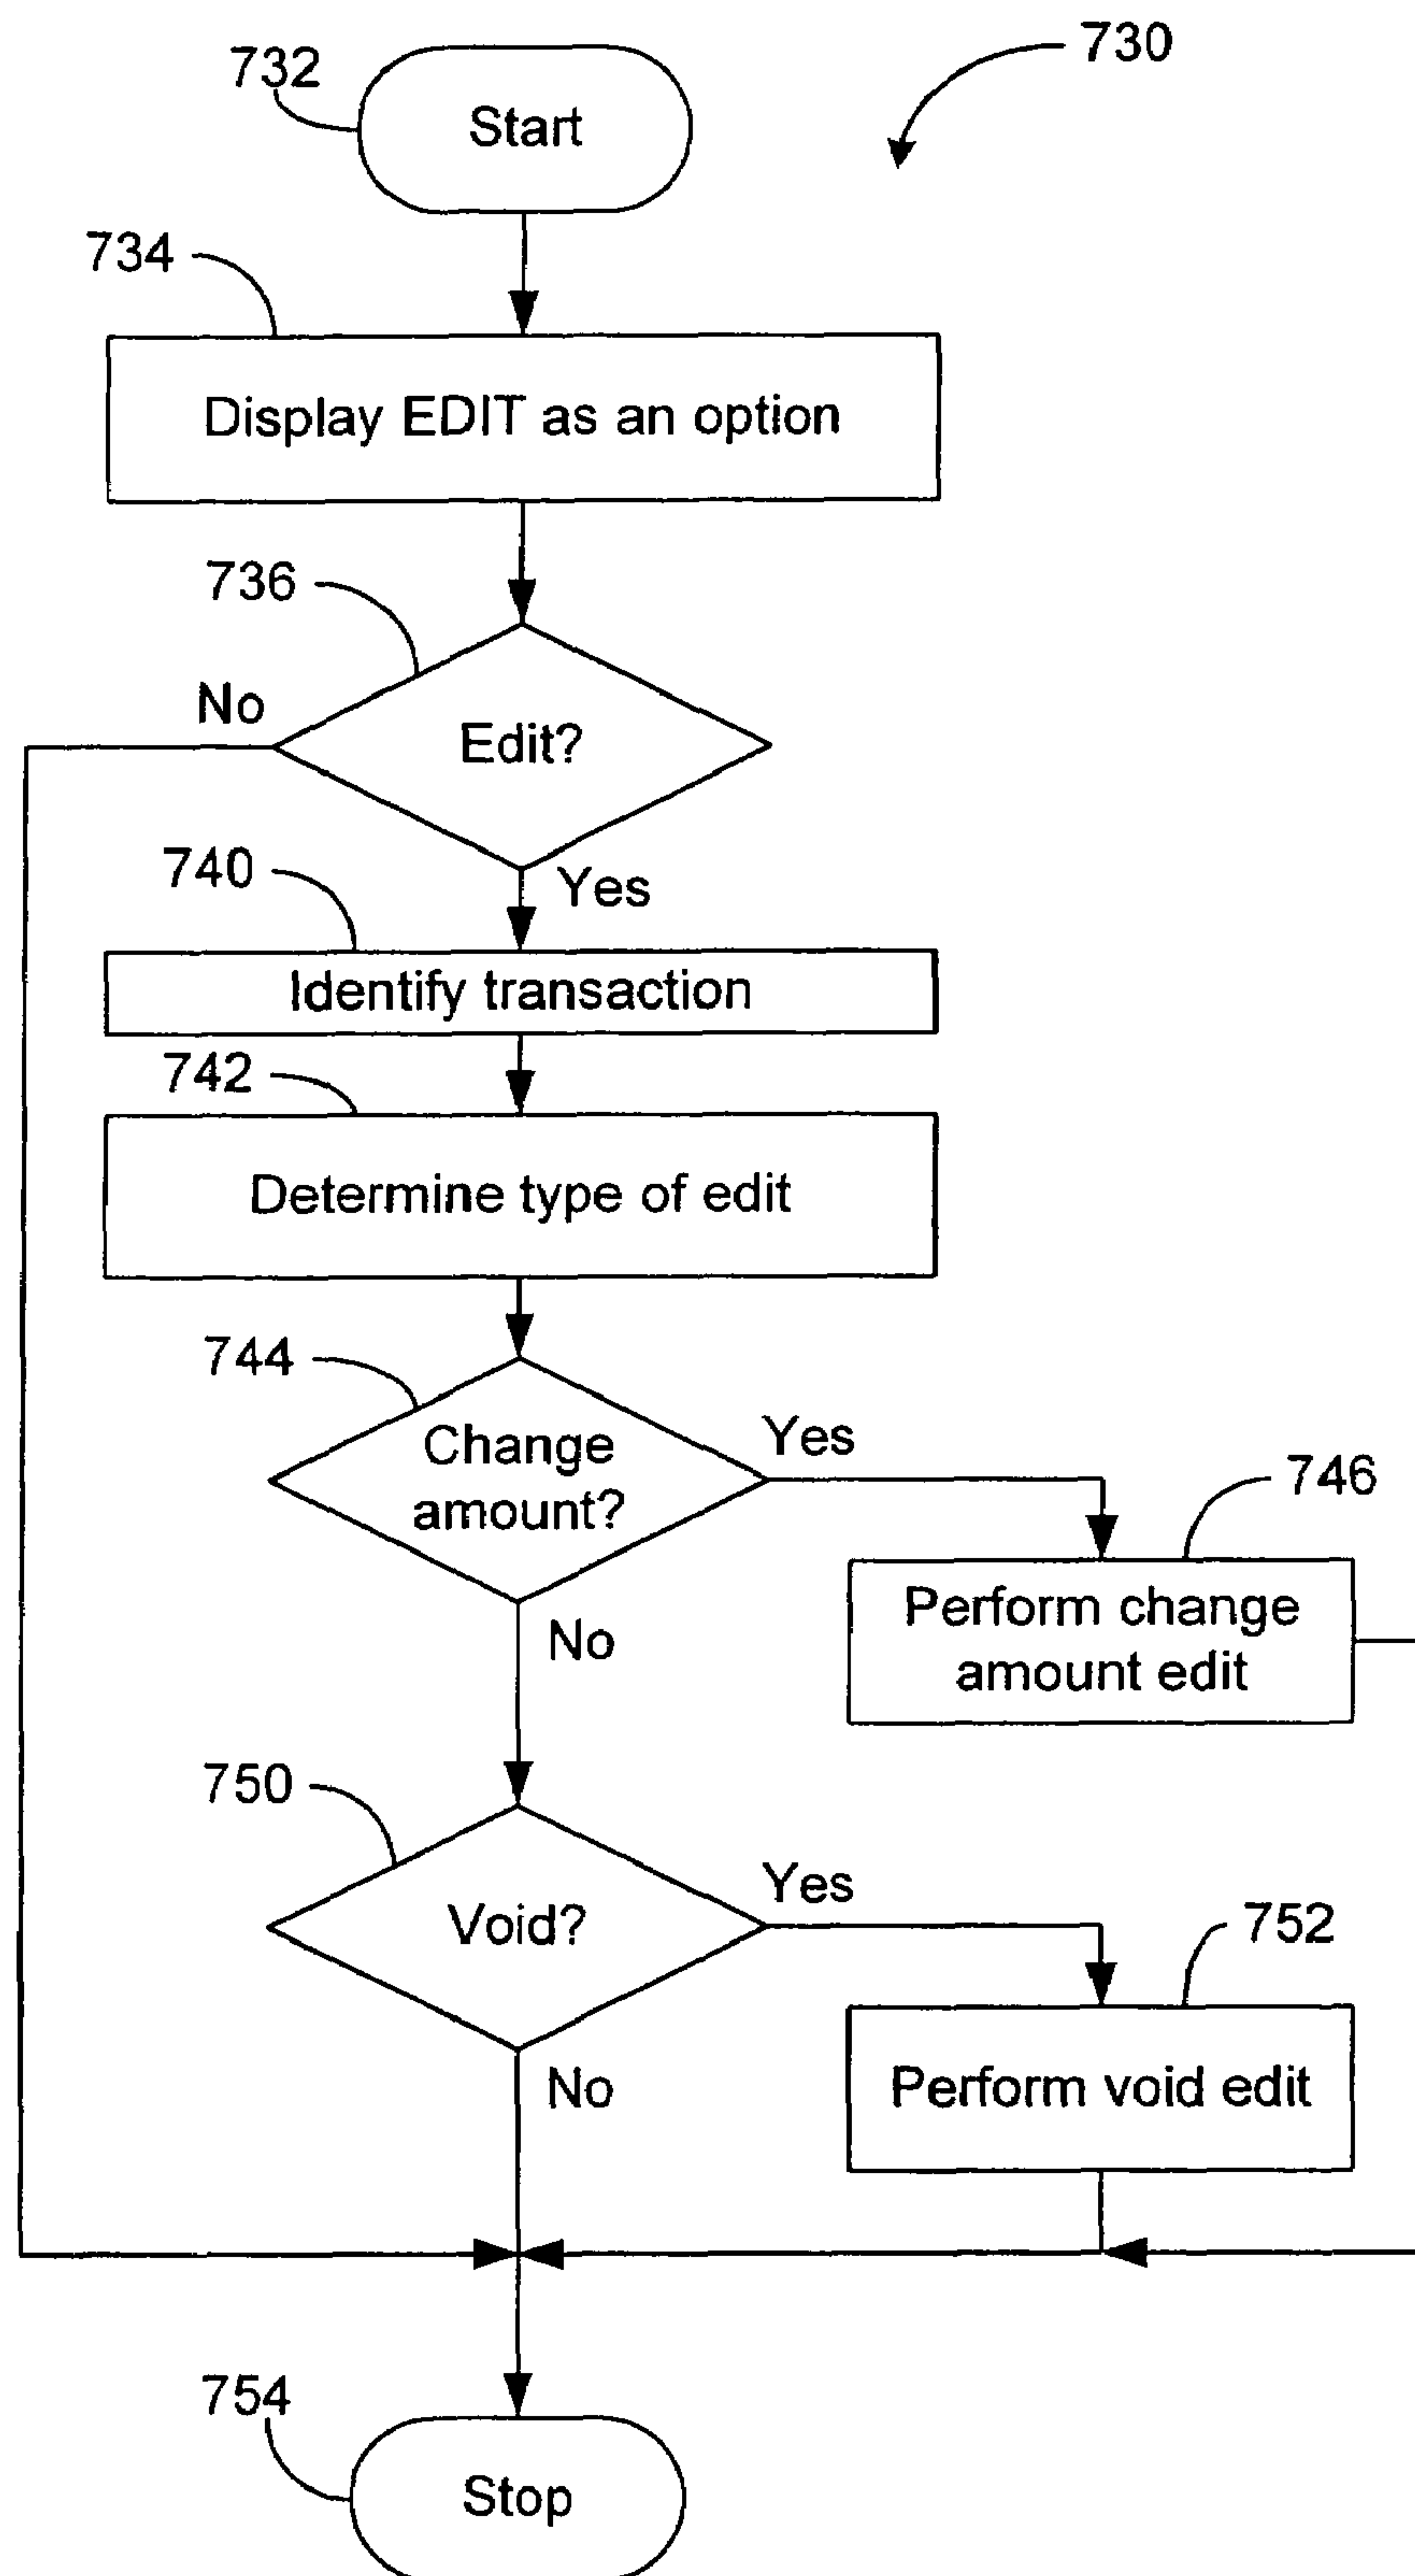 730
732
Start
734
Display EDIT as an option
736
No
Edit?
Yes
740
Identify transaction
742
Determine type of edit
744
Change
amount?
Yes
746
Perform change
amount edit
No
750
Void?
Yes
752
Perform void edit
No
754
Stop